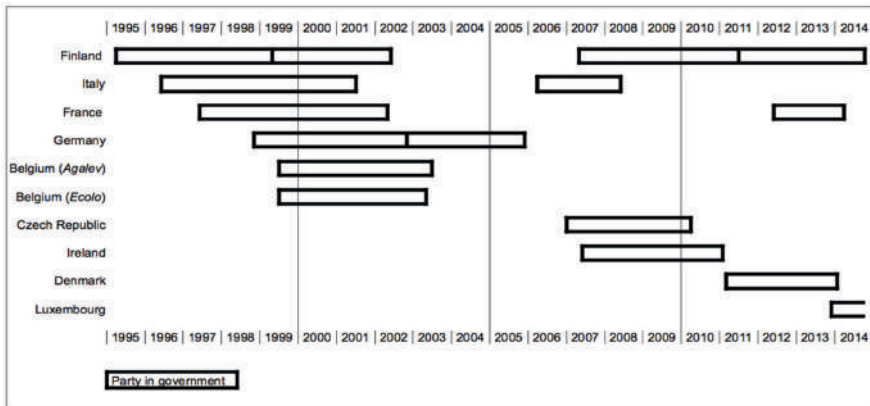 1995 1996 1997 1998 1999 2000 2001 2002 2003 2004 2005 2006 2007 2008 2009 2010 2011 2012 2013 2014
Finland
Italy
France
Germany
Belgium (Agalev)
Belgium (Ecolo)
Czech Republic
Ireland
Denmark
Luxembourg
1995 1996 1997 1998 1999 2000 2001 2002 2003 2004 2005 2006 2007 2008 2009 2010 2011 2012 2013 2014
Party in government